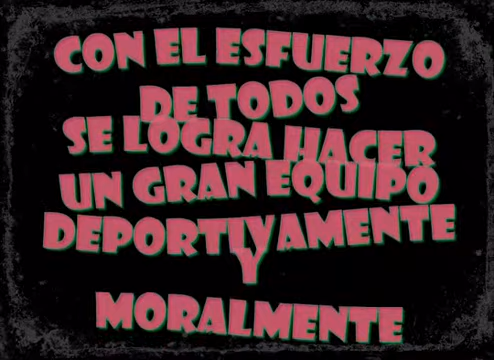 CON EL ESFUERZO
DE TODOS
SE LOGRA HACER
UN GRAN EQUIPO
DEPORTIVAMENTE
Y
MORALMENTE